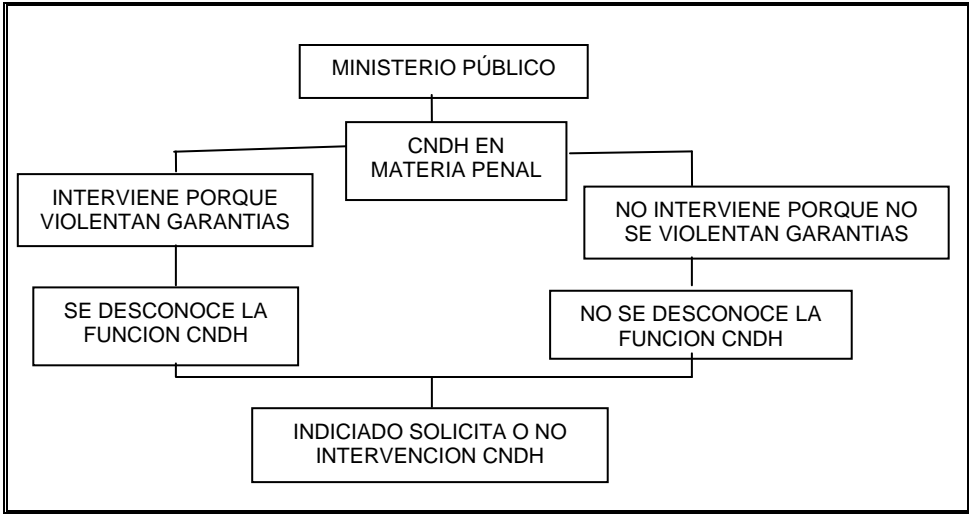 MINISTERIO PÚBLICO
CNDH EN
MATERIA PENAL
INTERVIENE PORQUE
VIOLENTAN GARANTIAS
NO INTERVIENE PORQUE NO
SE VIOLENTAN GARANTIAS
SE DESCONOCE LA
FUNCION CNDH
NO SE DESCONOCE LA
FUNCION CNDH
INDICIADO SOLICITA O NO
INTERVENCION CNDH